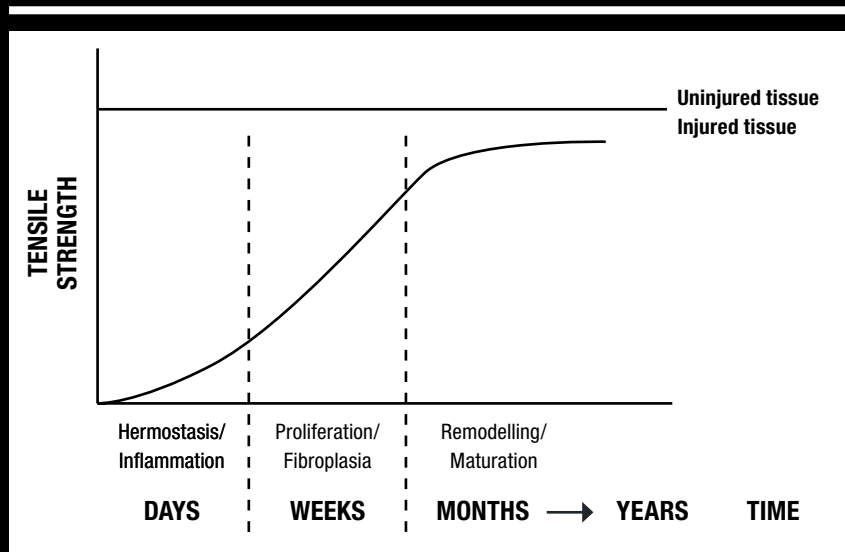 Uninjured tissue
Injured tissue
TENSILE
STRENGTH
Hermostasis/
Inflammation
Proliferation/
Fibroplasia
Remodelling/
Maturation
DAYS
WEEKS
MONTHS → YEARS
TIME